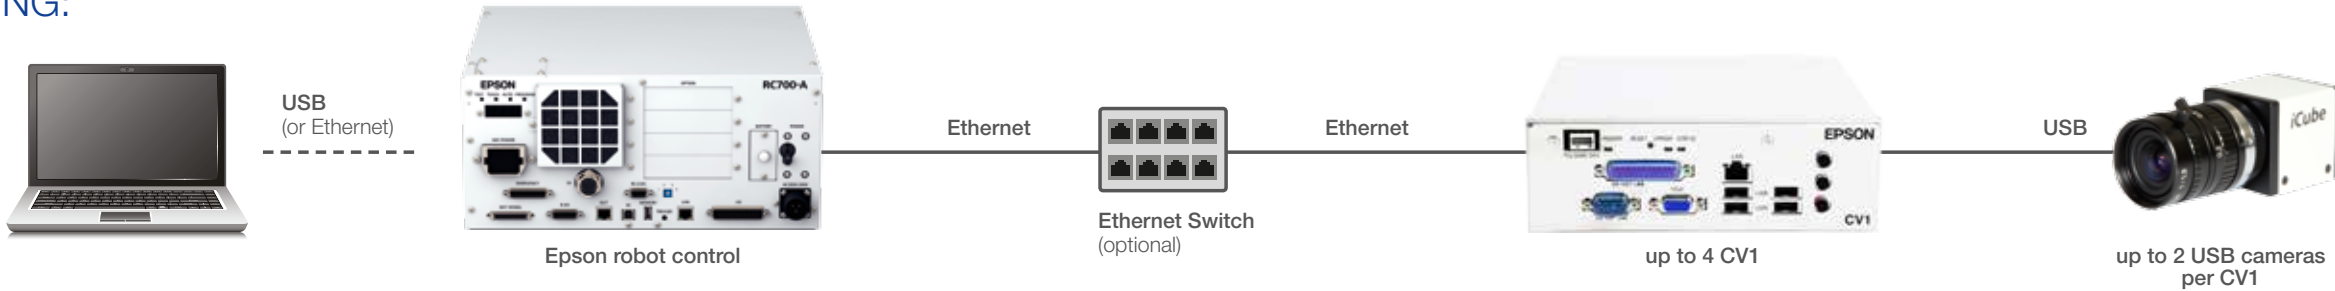 NG:
USB
(or Ethernet)
EPSON
RC700-A
Epson robot control
Ethernet
Ethernet Switch
(optional)
Ethernet
EPSON
CV1
up to 4 CV1
USB
iCube
up to 2 USB cameras
per CV1